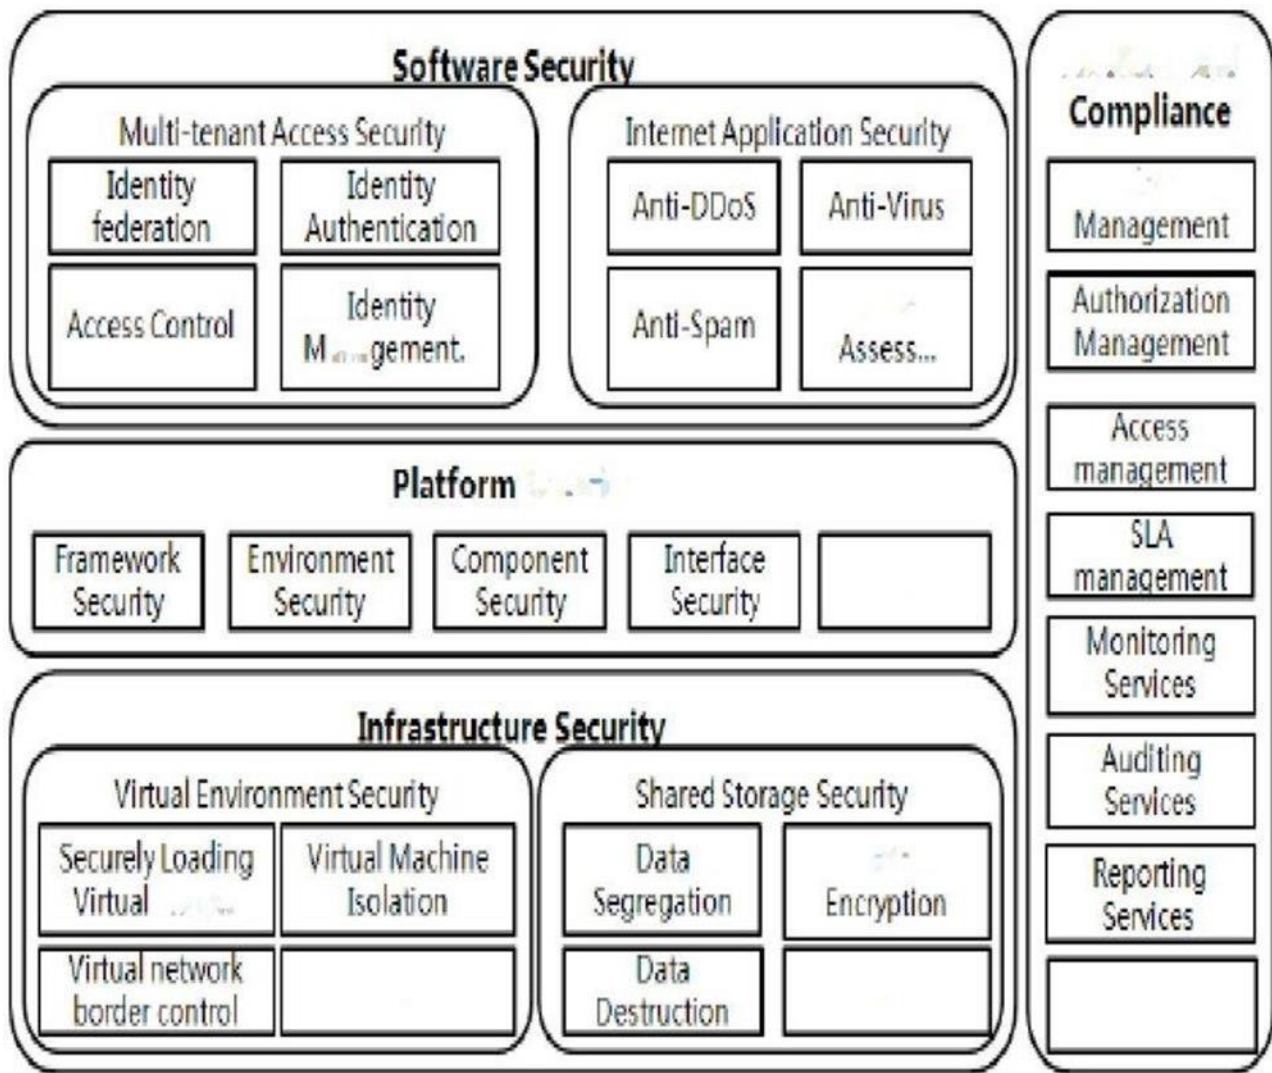 Software Security
Multi-tenant Access Security
Identity
federation
Identity
Authentication
Access Control
Identity
Internet Application Security
Anti-DDoS
Anti-Virus
Anti-Spam
Assess...
Platform
Framework
Security
Environment
Security
Component
Security
Interface
Security
Infrastructure Security
Virtual Environment Security
Securely Loading
Virtual
Virtual Machine
Isolation
Virtual network
border control
Shared Storage Security
Data
Segregation
Encryption
Data
Destruction
Compliance
Management
Authorization
Management
Access
management
SLA
management
Monitoring
Services
Auditing
Services
Reporting
Services